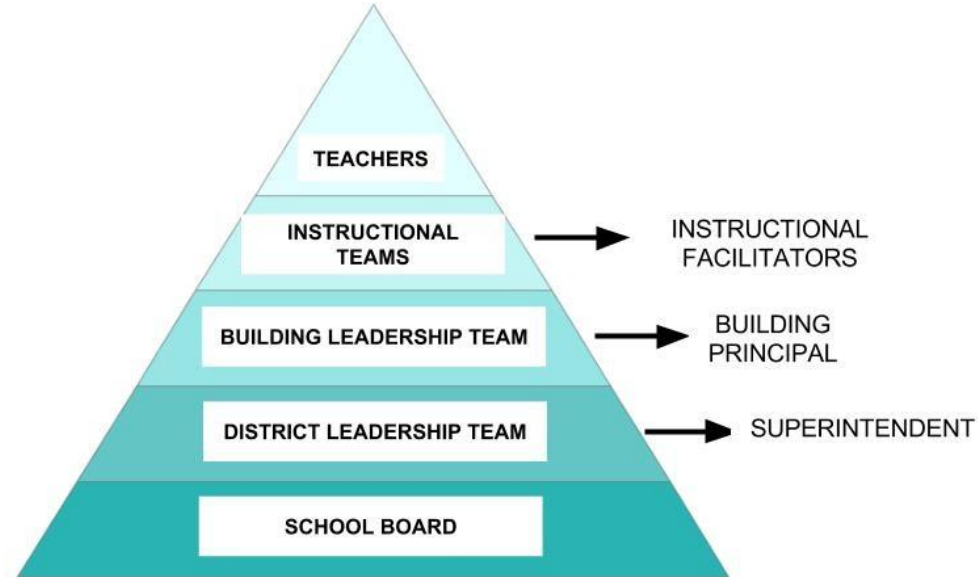 TEACHERS
INSTRUCTIONAL
TEAMS
INSTRUCTIONAL
FACILITATORS
BUILDING LEADERSHIP TEAM
BUILDING
PRINCIPAL
DISTRICT LEADERSHIP TEAM
SUPERINTENDENT
SCHOOL BOARD